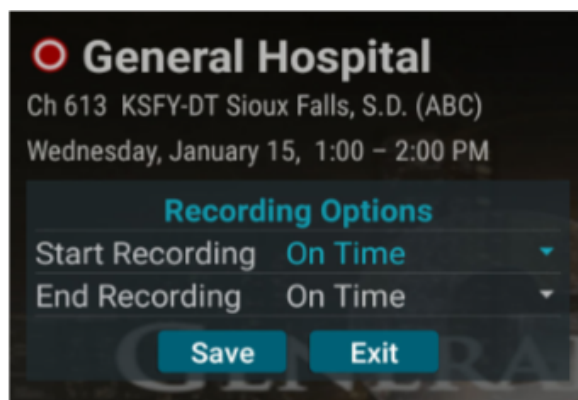 General Hospital
Ch 613 KSFY-DT Sioux Falls, S.D. (ABC)
Wednesday, January 15, 1:00 – 2:00 PM
Recording Options
Start Recording On Time
End Recording On Time
Save Exit
GENERA